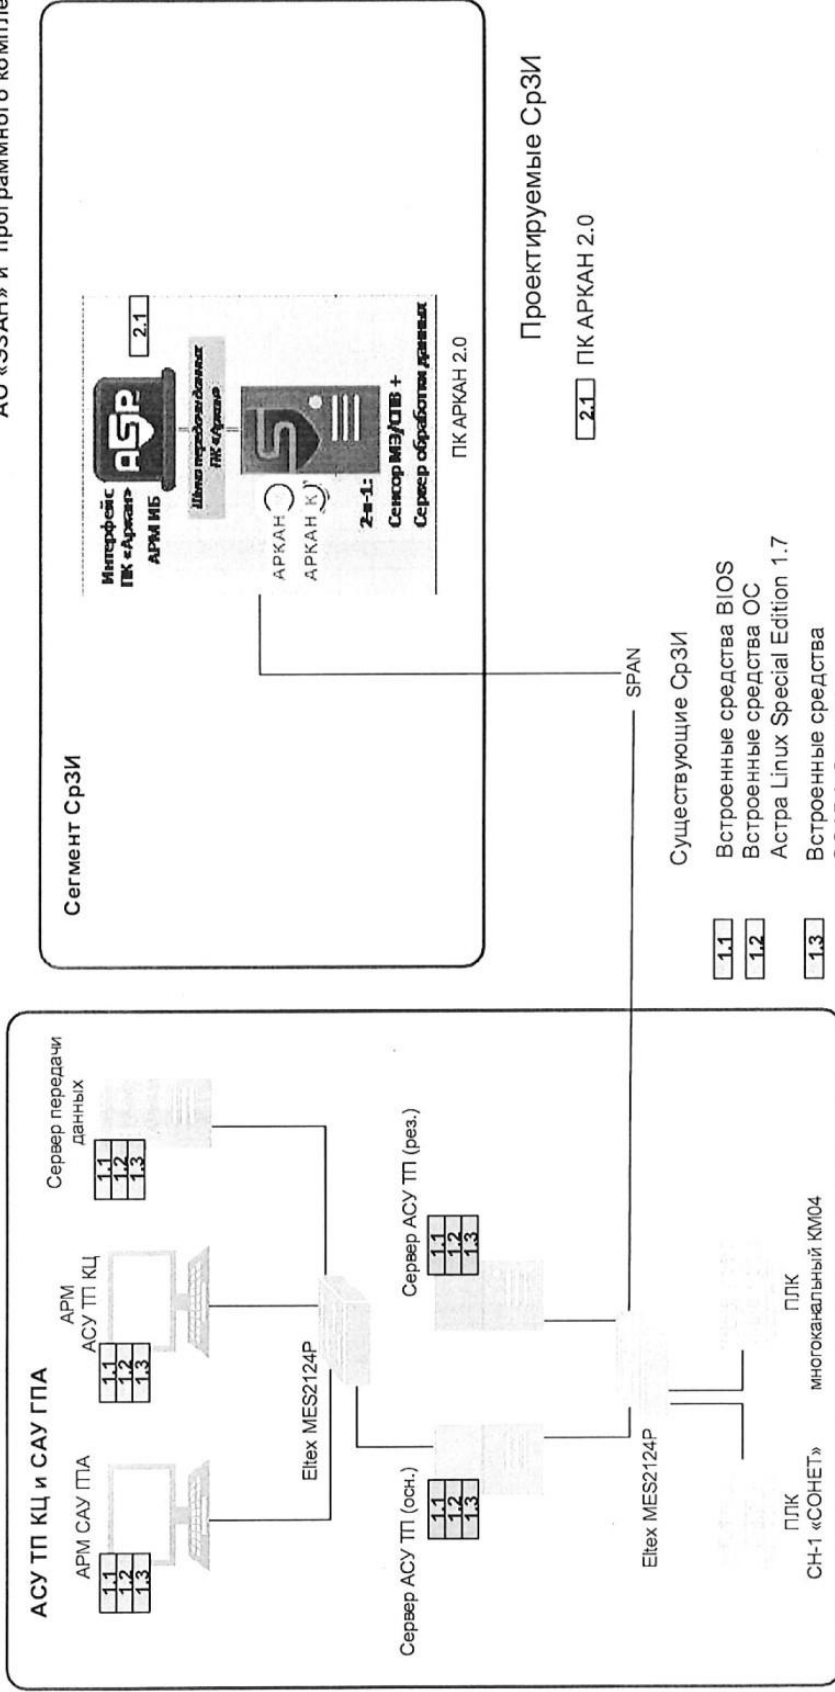 АО «ЭЗАН» и программного компле
АСУ ТП КЦ и САУ ГПА
АРМ САУ ГПА
1.1
1.2
1.3
АРМ
АСУ ТП КЦ
1.1
1.2
1.3
Сервер передачи
данных
1.1
1.2
1.3
Eltex MES2124P
Сервер АСУ ТП (осн.)
1.1
1.2
1.3
Сервер АСУ ТП (рез.)
1.1
1.2
1.3
Eltex MES2124P
ПЛК
СН-1 «СОНЕТ»
ПЛК
многоканальный КМ04
Сегмент СрЗИ
Интерфейс
ПК «Аркан»
АРМ ИБ
ASP
2.1
Шина передачи данных
ПК «Аркан»
АРКАН
АРКАН К
2-в-1:
Сенсор МЭ/СОВ +
Сервер обработки данных
ПК АРКАН 2.0
SPAN
Проектируемые СрЗИ
2.1 ПК АРКАН 2.0
Существующие СрЗИ
1.1 Встроенные средства BIOS
1.2 Встроенные средства ОС
Астра Linux Special Edition 1.7
1.3 Встроенные средства